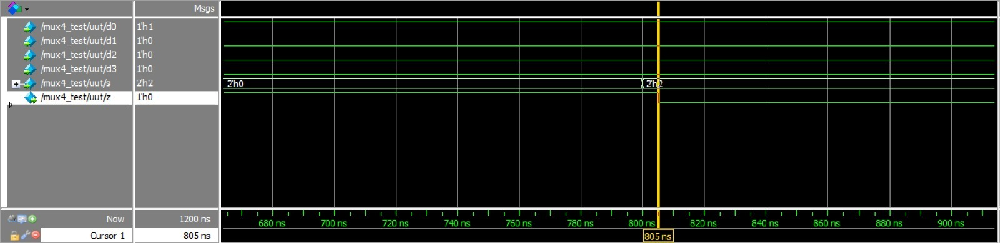 Msgs
/mux4_test/uut/d0 1'h1
/mux4_test/uut/d1 1'h0
/mux4_test/uut/d2 1'h0
/mux4_test/uut/d3 1'h0
/mux4_test/uut/s 2'h2 2'h0 2'h2
/mux4_test/uut/z 1'h0
Now 1200 ns 680 ns 700 ns 720 ns 740 ns 760 ns 780 ns 800 ns 820 ns 840 ns 860 ns 880 ns 900 ns
Cursor 1 805 ns 805 ns